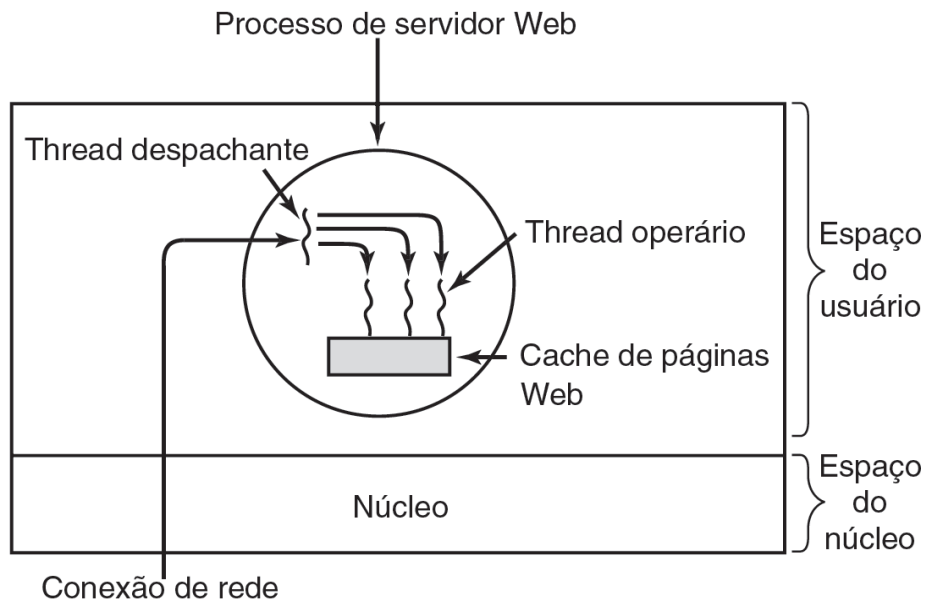 Processo de servidor Web
Thread despachante
Thread operário
Espaço
do
usuário
Cache de páginas
Web
Espaço
do
núcleo
Núcleo
Conexão de rede